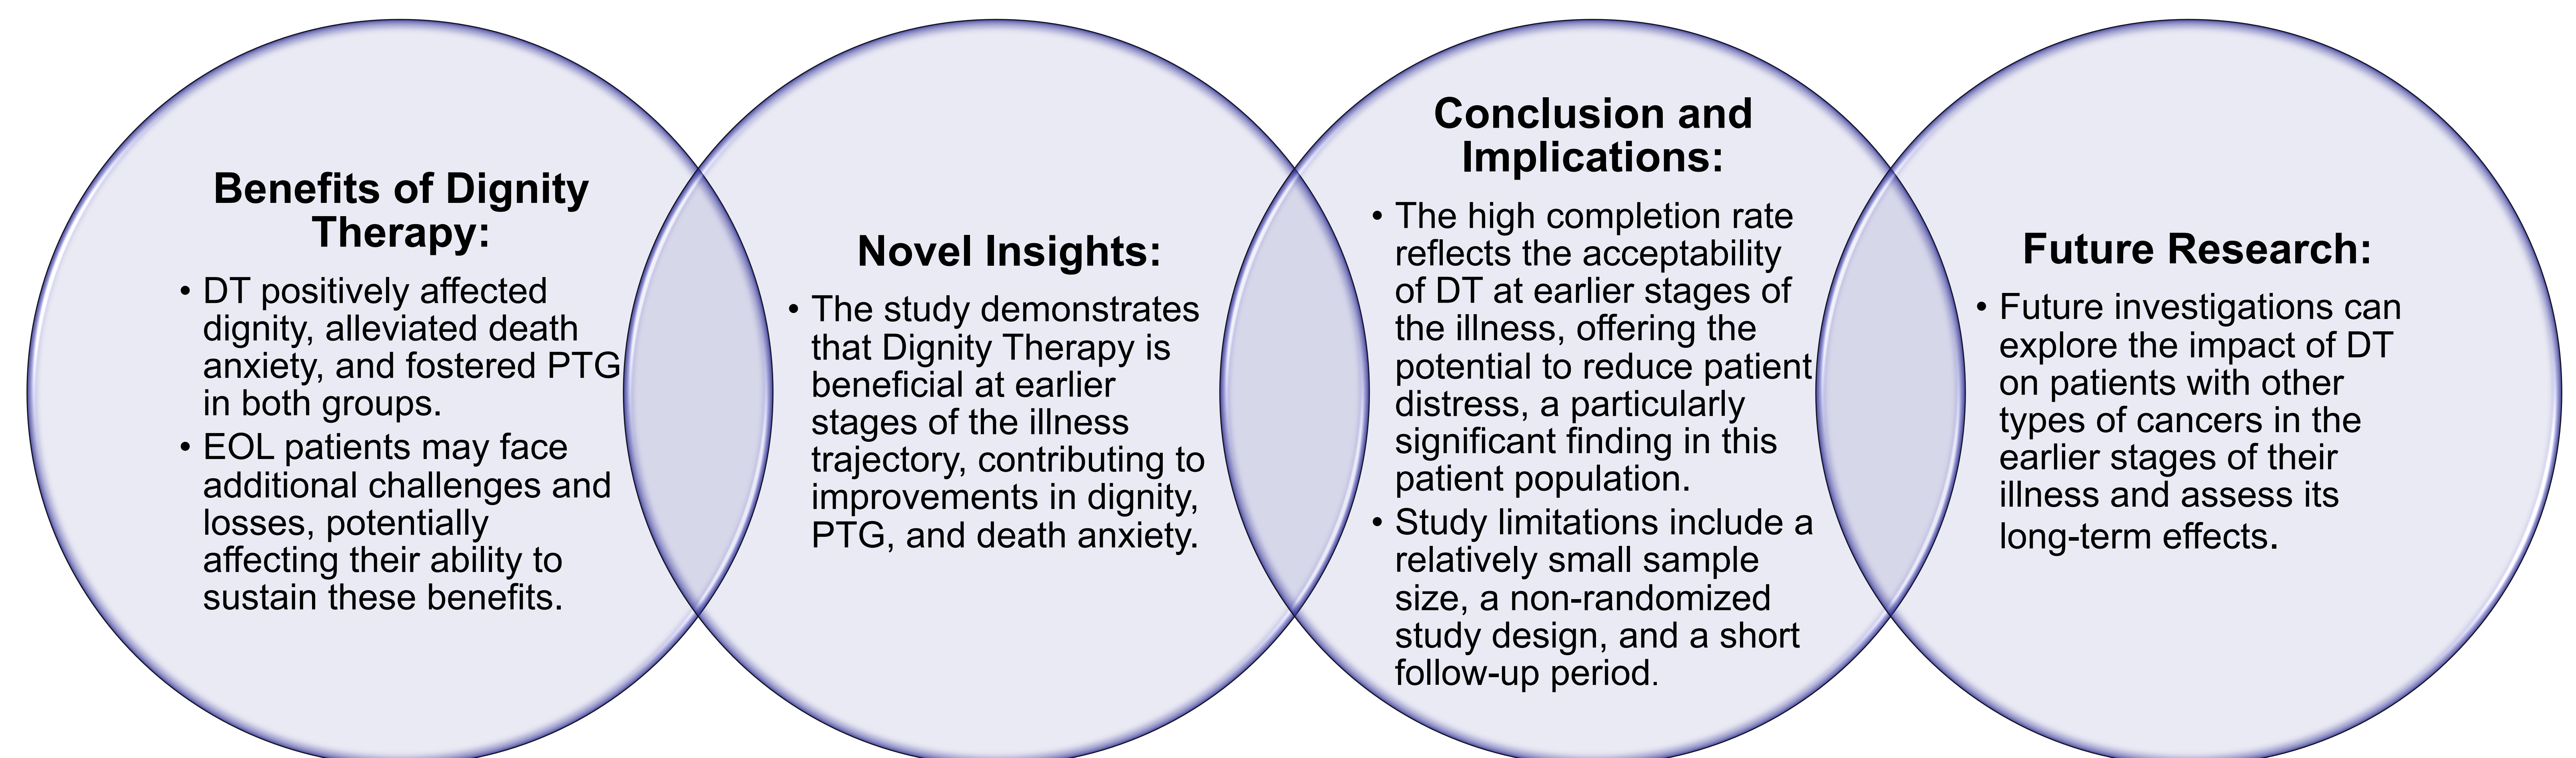 Benefits of Dignity
Therapy:
• DT positively affected
dignity, alleviated death
anxiety, and fostered PTG
in both groups.
• EOL patients may face
additional challenges and
losses, potentially
affecting their ability to
sustain these benefits.
Novel Insights:
• The study demonstrates
that Dignity Therapy is
beneficial at earlier
stages of the illness
trajectory, contributing to
improvements in dignity,
PTG, and death anxiety.
Conclusion and
Implications:
• The high completion rate
reflects the acceptability
of DT at earlier stages of
the illness, offering the
potential to reduce patient
distress, a particularly
significant finding in this
patient population.
• Study limitations include a
relatively small sample
size, a non-randomized
study design, and a short
follow-up period.
Future Research:
• Future investigations can
explore the impact of DT
on patients with other
types of cancers in the
earlier stages of their
illness and assess its
long-term effects.